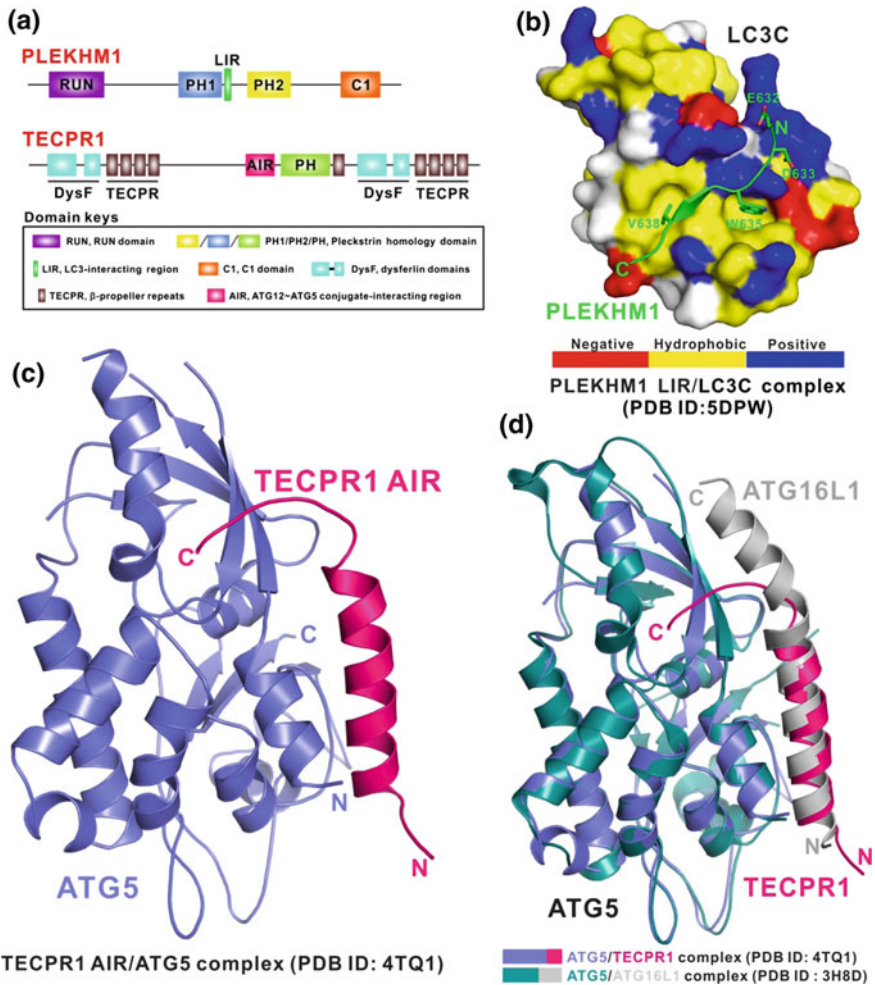 (a)
PLEKHM1
LIR
RUN
PH1
PH2
C1
TECPR1
AIR
PH
DysF
TECPR
DysF
TECPR
Domain keys
RUN, RUN domain
PH1/PH2/PH, Pleckstrin homology domain
LIR, LC3-interacting region
C1, C1 domain
DysF, dysferlin domains
TECPR, β-propeller repeats
AIR, ATG12~ATG5 conjugate-interacting region
(b)
LC3C
E632
N
D633
V638
W635
C
PLEKHM1
Negative
Hydrophobic
Positive
PLEKHM1 LIR/LC3C complex
(PDB ID:5DPW)
(c)
TECPR1 AIR
C
C
N
N
ATG5
TECPR1 AIR/ATG5 complex (PDB ID: 4TQ1)
(d)
C
ATG16L1
C
N
N
ATG5
TECPR1
ATG5/TECPR1 complex (PDB ID: 4TQ1)
ATG5/ATG16L1 complex (PDB ID : 3H8D)